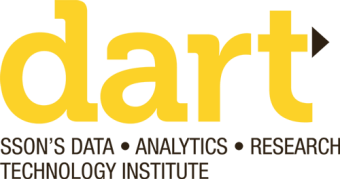 dart
SSON'S DATA • ANALYTICS • RESEARCH
TECHNOLOGY INSTITUTE